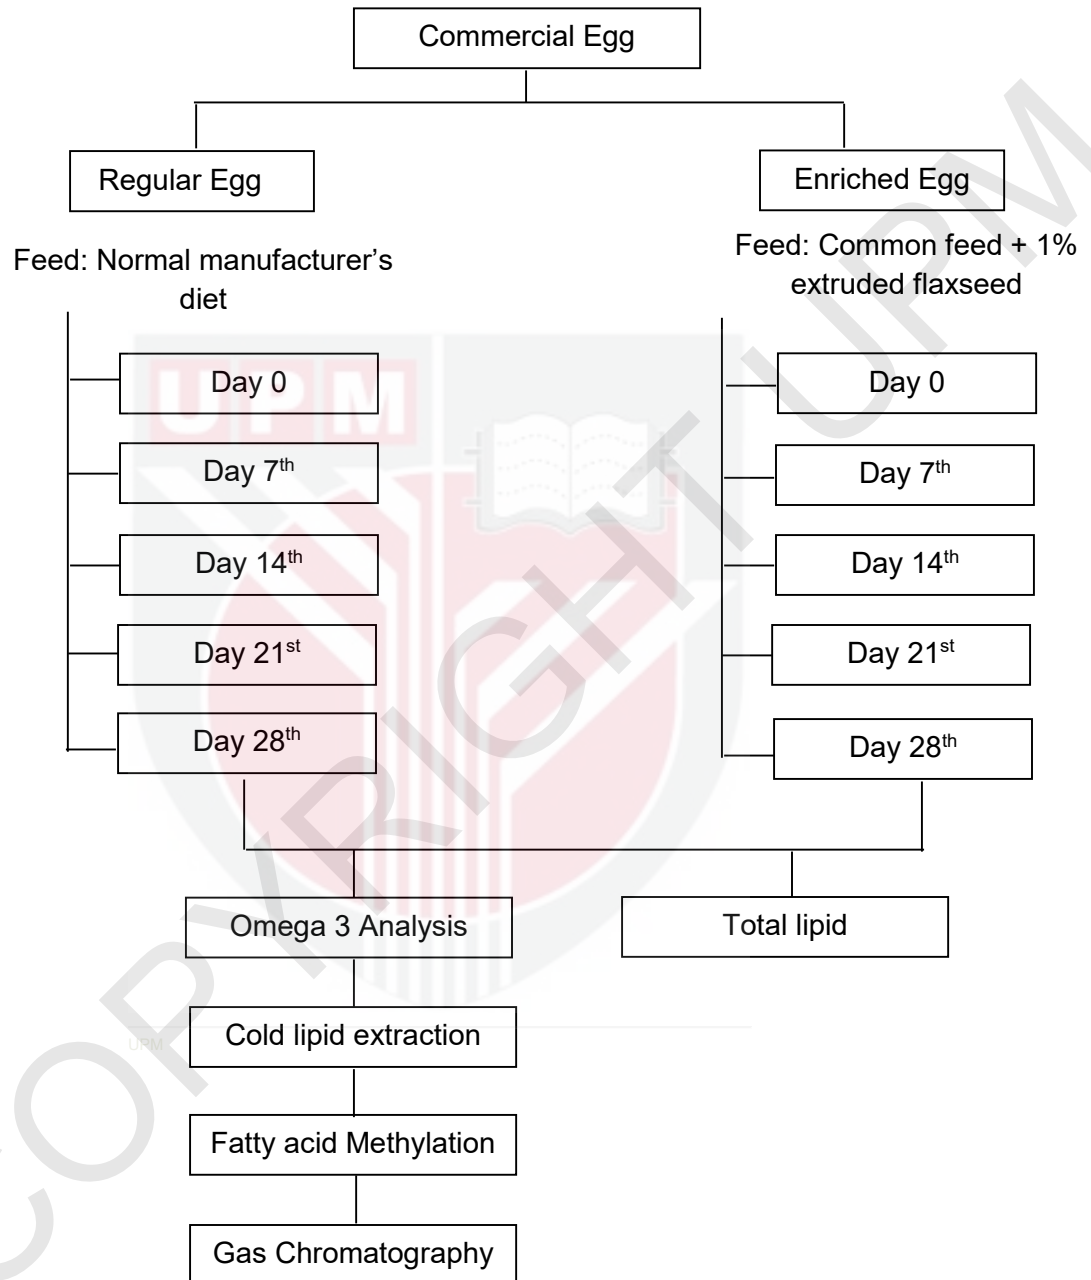 Commercial Egg
Regular Egg
Enriched Egg
Feed: Normal manufacturer's
diet
Feed: Common feed + 1%
extruded flaxseed
Day 0
Day 7th
Day 14th
Day 21st
Day 28th
Day 0
Day 7th
Day 14th
Day 21st
Day 28th
Omega 3 Analysis
Total lipid
Cold lipid extraction
Fatty acid Methylation
Gas Chromatography
UPM
UPM
COPYRIGHT UPM